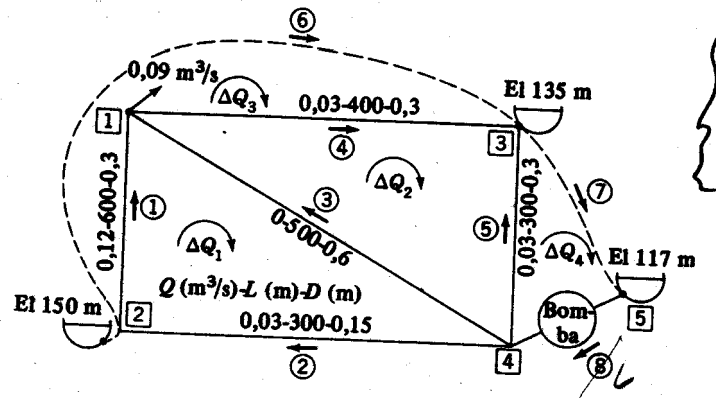 ⑥
0,09 m³/s
ΔQ₃
0,03-400-0,3
El 135 m
1
④
3
0,12-600-0,3
①
ΔQ₁
③
0-500-0,6
ΔQ₂
⑤
0,03-300-0,3
⑦
ΔQ₄
El 117 m
Q (m³/s)-L (m)-D (m)
El 150 m
2
0,03-300-0,15
②
4
Bom-
ba
5
⑧